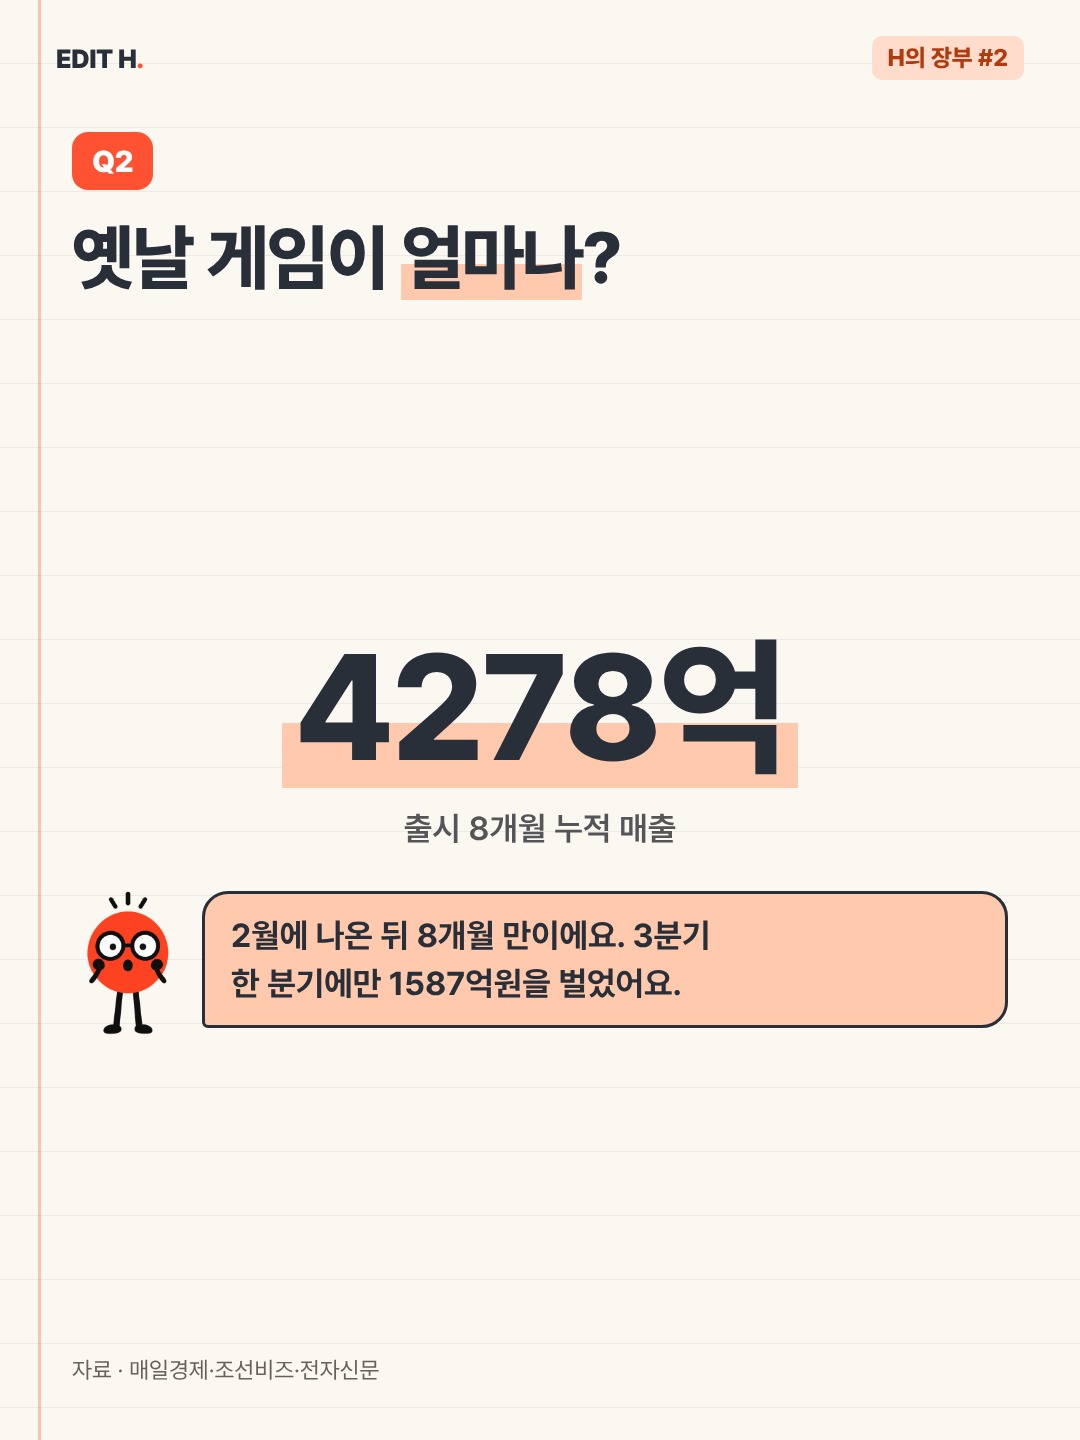 EDIT H.
H의 장부 #2
Q2
옛날 게임이 얼마나?
4278억
출시 8개월 누적 매출
2월에 나온 뒤 8개월 만이에요. 3분기
한 분기에만 1587억원을 벌었어요.
자료 · 매일경제·조선비즈·전자신문